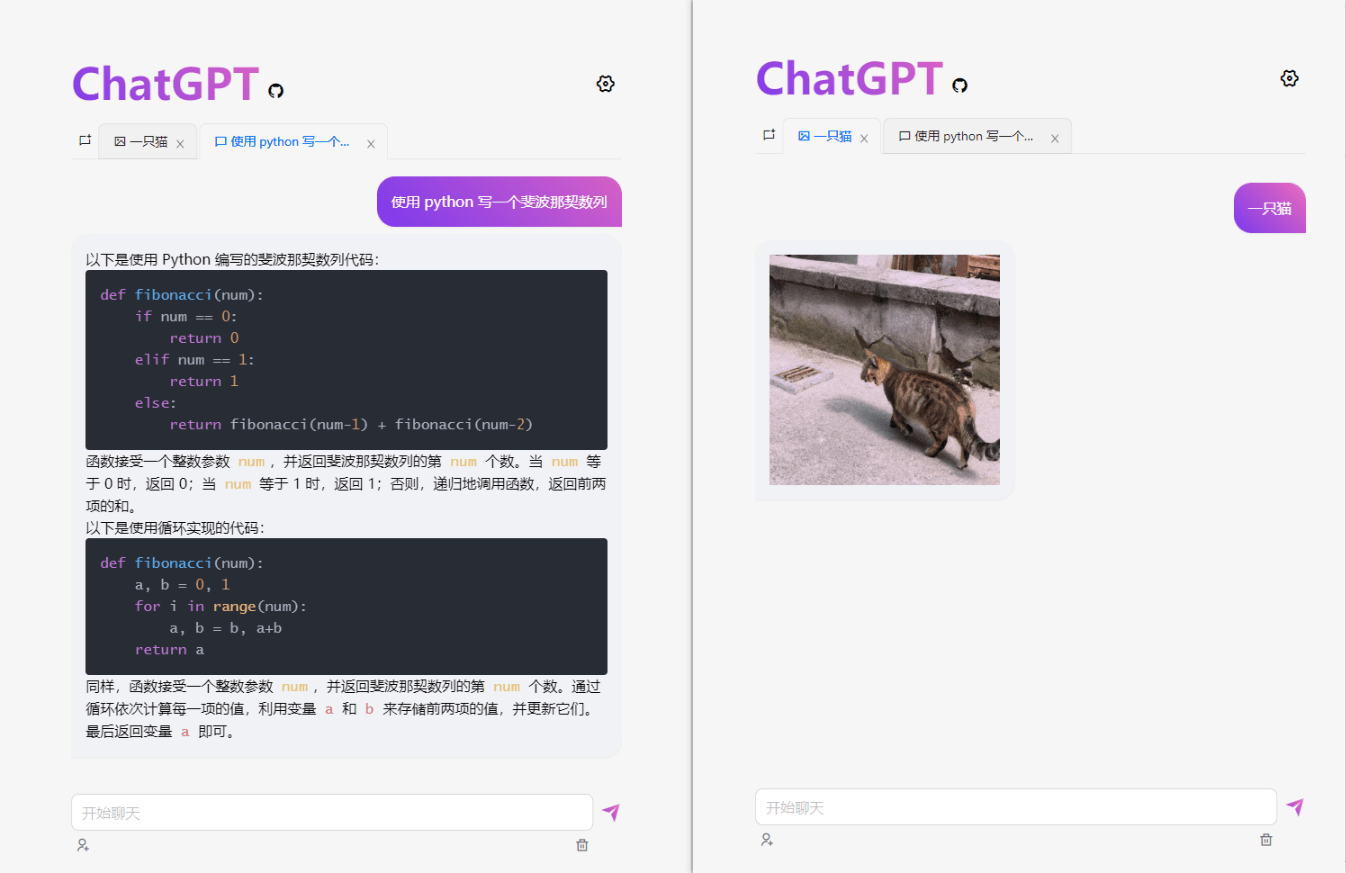 ChatGPT
一只猫
使用 python 写一个...
使用 python 写一个斐波那契数列
以下是使用 Python 编写的斐波那契数列代码：
def fibonacci(num):
    if num == 0:
        return 0
    elif num == 1:
        return 1
    else:
        return fibonacci(num-1) + fibonacci(num-2)
函数接受一个整数参数 num ，并返回斐波那契数列的第 num 个数。当 num 等
于 0 时，返回 0；当 num 等于 1 时，返回 1；否则，递归地调用函数，返回前两
项的和。
以下是使用循环实现的代码：
def fibonacci(num):
    a, b = 0, 1
    for i in range(num):
        a, b = b, a+b
    return a
同样，函数接受一个整数参数 num ，并返回斐波那契数列的第 num 个数。通过
循环依次计算每一项的值，利用变量 a 和 b 来存储前两项的值，并更新它们。
最后返回变量 a 即可。
开始聊天
ChatGPT
一只猫
使用 python 写一个...
一只猫
开始聊天